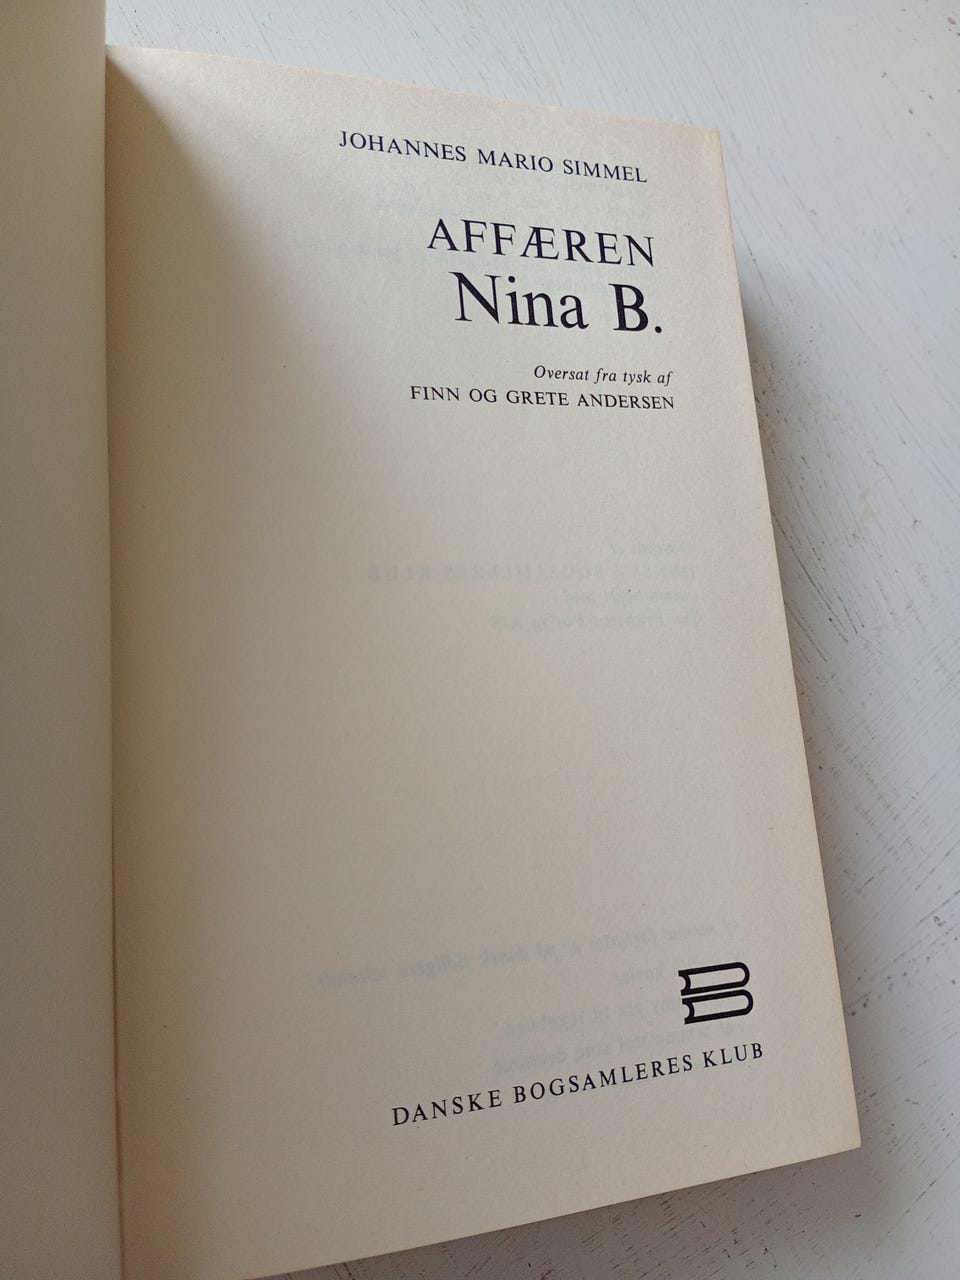 JOHANNES MARIO SIMMEL
AFFÆREN
Nina B.
Oversat fra tysk af
FINN OG GRETE ANDERSEN
DANSKE BOGSAMLERES KLUB